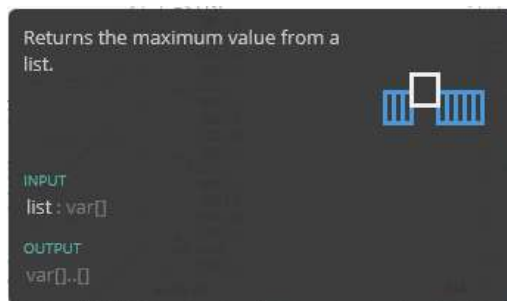 Returns the maximum value from a
list.
INPUT
list : var[]
OUTPUT
var[]..[]